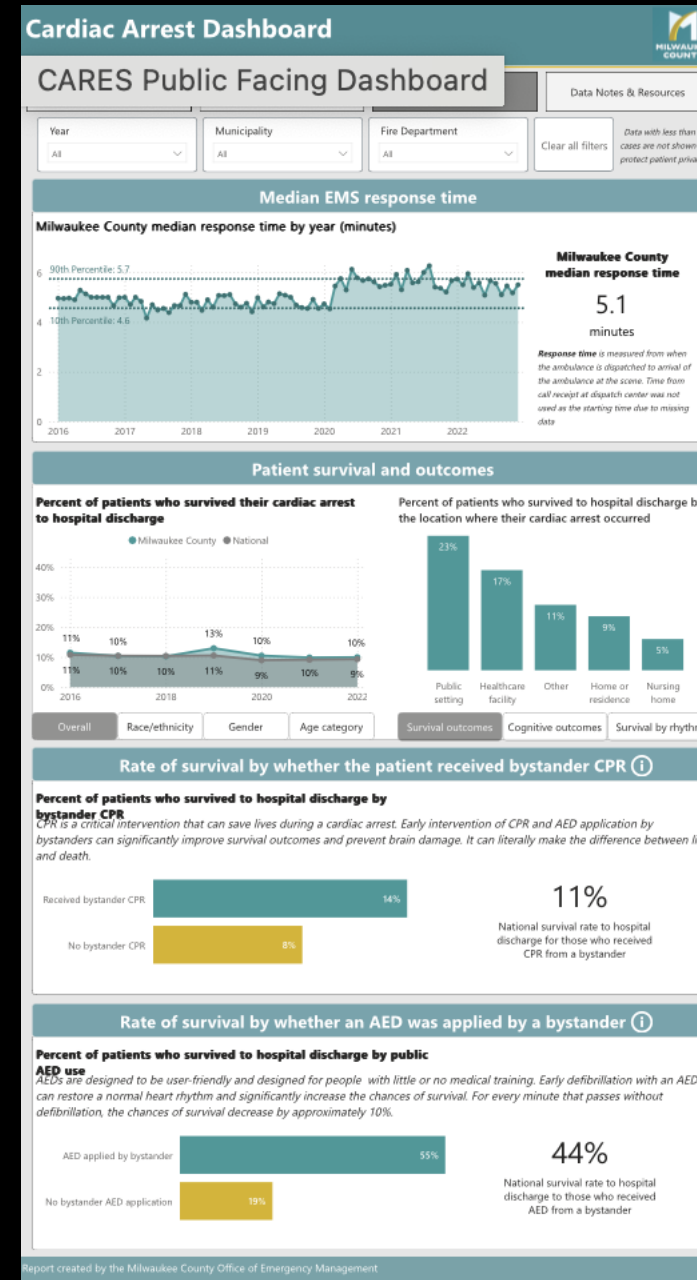 Cardiac Arrest Dashboard
MILWAUK
COUNT
CARES Public Facing Dashboard
Data Notes & Resources
Year
All
Municipality
All
Fire Department
All
Clear all filters
Data with less than
cases are not shown
protect patient priva
Median EMS response time
Milwaukee County median response time by year (minutes)
6
4
2
0
90th Percentile: 5.7
10th Percentile: 4.6
2016 2017 2018 2019 2020 2021 2022
Milwaukee County
median response time
5.1
minutes
Response time is measured from when
the ambulance is dispatched to arrival of
the ambulance at the scene. Time from
call receipt at dispatch center was not
used as the starting time due to missing
data
Patient survival and outcomes
Percent of patients who survived their cardiac arrest
to hospital discharge
Milwaukee County National
40%
30%
20%
10%
0%
11% 10% 13% 10% 10%
11% 10% 10% 11% 9% 10% 9%
2016 2018 2020 2022
Overall Race/ethnicity Gender Age category
Percent of patients who survived to hospital discharge b
the location where their cardiac arrest occurred
23%
17%
11%
9%
5%
Public
setting
Healthcare
facility
Other
Home or
residence
Nursing
home
Survival outcomes Cognitive outcomes Survival by rhythm
Rate of survival by whether the patient received bystander CPR
Percent of patients who survived to hospital discharge by
bystander CPR
CPR is a critical intervention that can save lives during a cardiac arrest. Early intervention of CPR and AED application by
bystanders can significantly improve survival outcomes and prevent brain damage. It can literally make the difference between li
and death.
Received bystander CPR 14%
No bystander CPR 8%
11%
National survival rate to hospital
discharge for those who received
CPR from a bystander
Rate of survival by whether an AED was applied by a bystander
Percent of patients who survived to hospital discharge by public
AED use
AEDs are designed to be user-friendly and designed for people with little or no medical training. Early defibrillation with an AED
can restore a normal heart rhythm and significantly increase the chances of survival. For every minute that passes without
defibrillation, the chances of survival decrease by approximately 10%.
AED applied by bystander 55%
No bystander AED application 19%
44%
National survival rate to hospital
discharge to those who received
AED from a bystander
Report created by the Milwaukee County Office of Emergency Management